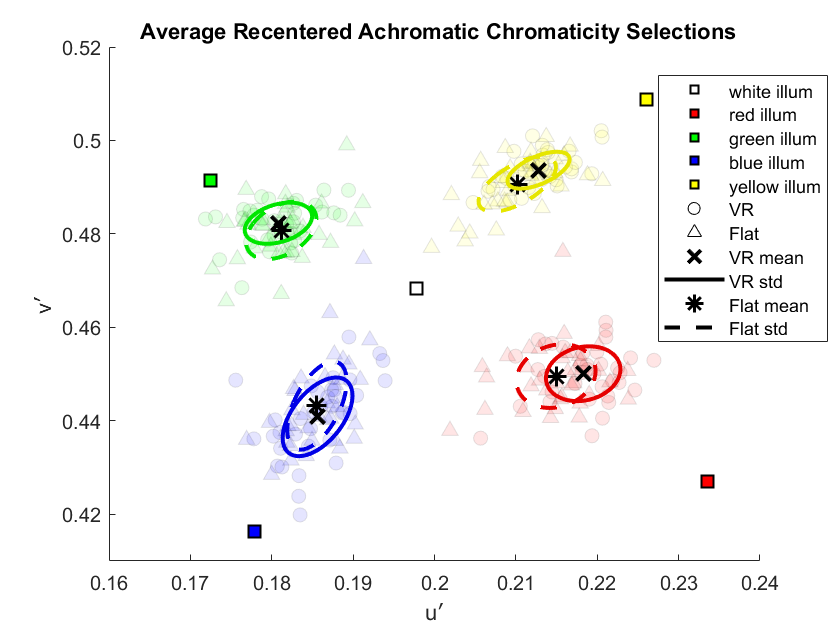 Average Recentered Achromatic Chromaticity Selections
0.52
0.5
0.48
0.46
0.44
0.42
v′
0.16 0.17 0.18 0.19 0.2 0.21 0.22 0.23 0.24
u′
white illum
red illum
green illum
blue illum
yellow illum
VR
Flat
VR mean
VR std
Flat mean
Flat std